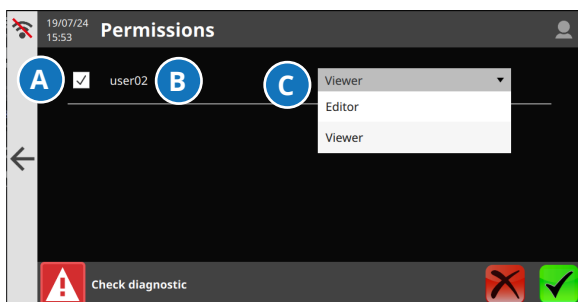 19/07/24
15:53
Permissions
A
user02
B
C
Viewer
Editor
Viewer
Check diagnostic